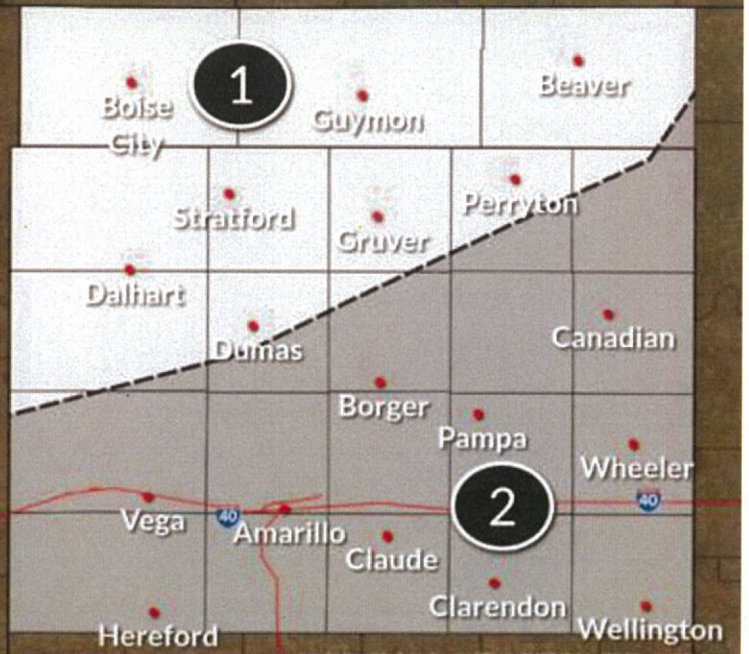 1
Beaver
Boise
City
Guymon
Stratford
Perryton
Gruver
Dalhart
Dumas
Canadian
Borger
Pampa
Wheeler
2
40
Vega
40
Amarillo
Claude
Clarendon
Hereford
Wellington